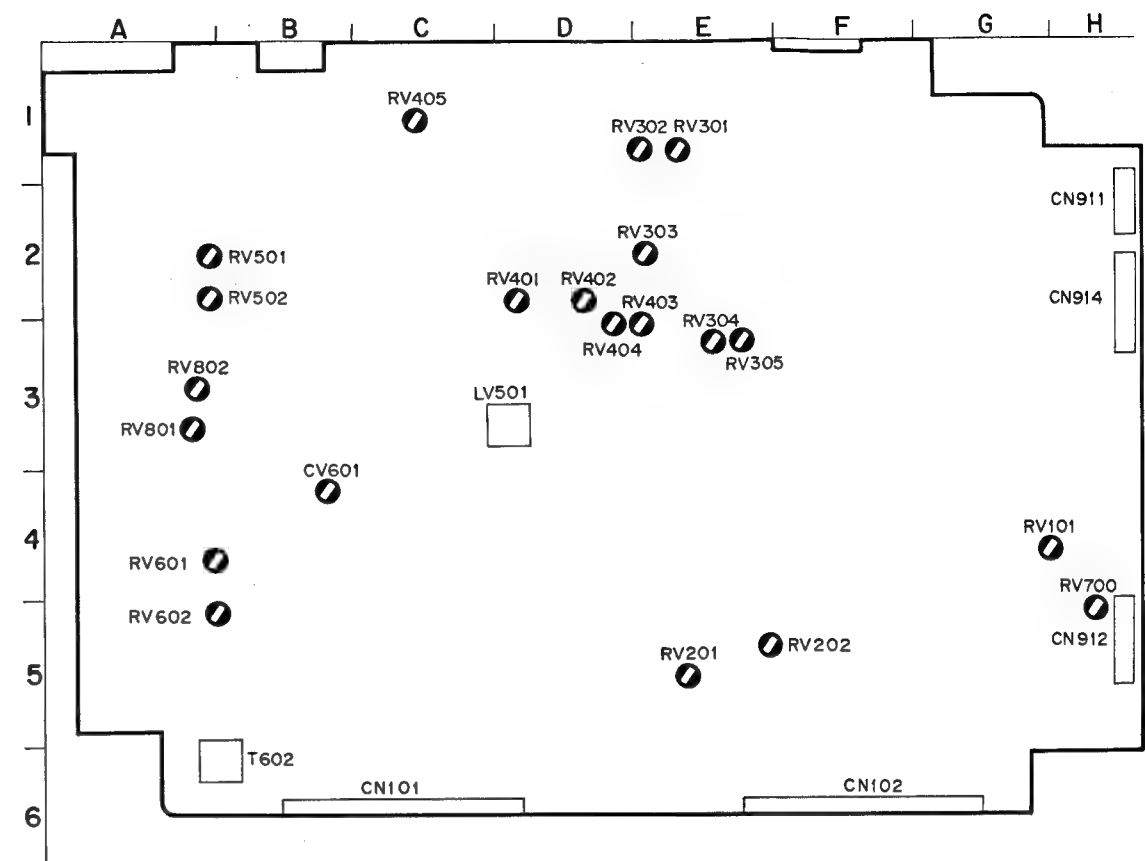 A B C D E F G H
1
RV405
RV302 RV301
CN911
2
RV303
RV501
RV401 RV402
RV502
CN914
RV403
RV304
RV404
RV305
RV802
3
LV501
RV801
CV601
RV101
4
RV601
RV700
RV602
CN912
RV202
RV201
5
T602
CN101
CN102
6